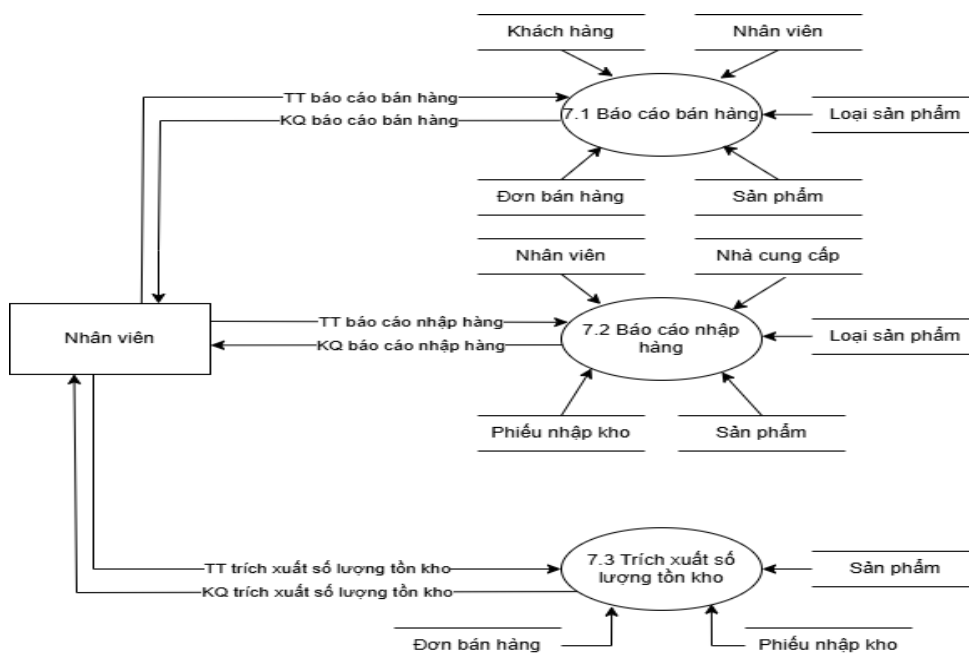 Khách hàng
Nhân viên
TT báo cáo bán hàng
KQ báo cáo bán hàng
7.1 Báo cáo bán hàng
Loại sản phẩm
Đơn bán hàng
Sản phẩm
Nhân viên
Nhà cung cấp
Nhân viên
TT báo cáo nhập hàng
KQ báo cáo nhập hàng
7.2 Báo cáo nhập
hàng
Loại sản phẩm
Phiếu nhập kho
Sản phẩm
TT trích xuất số lượng tồn kho
KQ trích xuất số lượng tồn kho
7.3 Trích xuất số
lượng tồn kho
Sản phẩm
Đơn bán hàng
Phiếu nhập kho